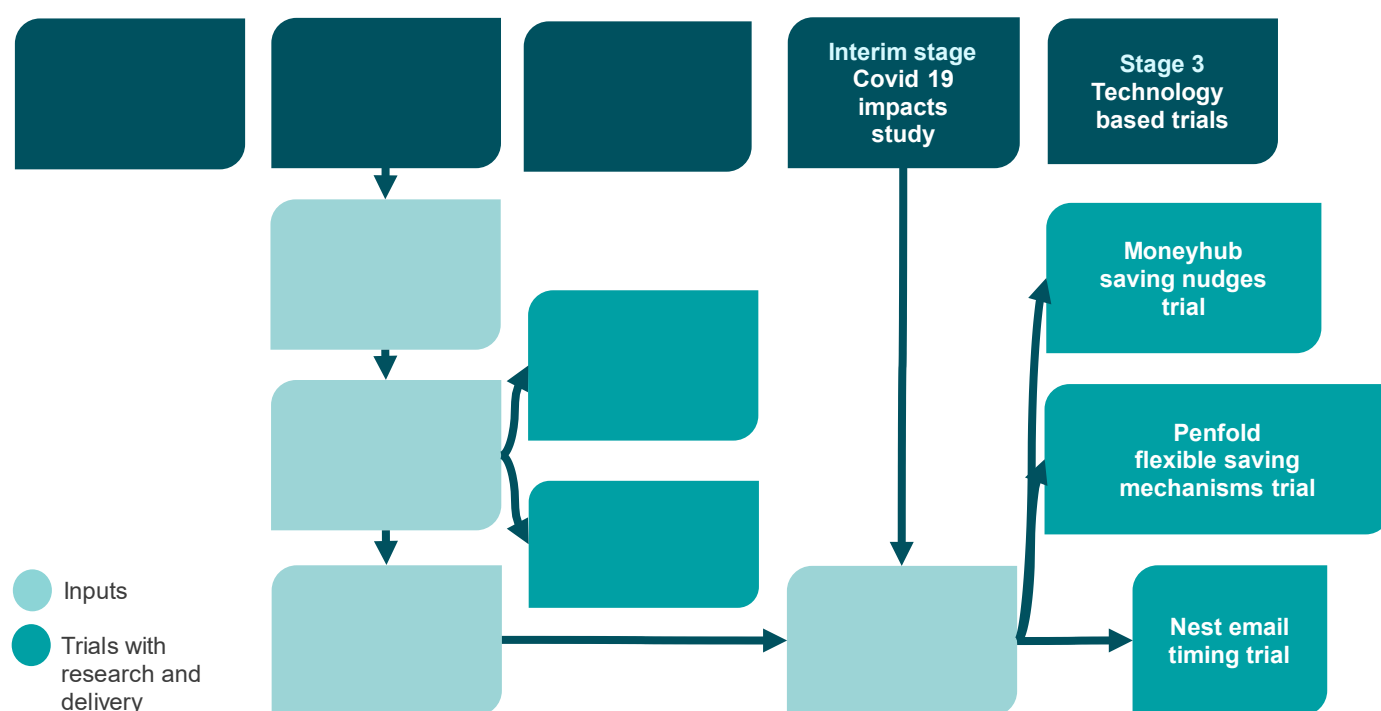 Interim stage
Covid 19
impacts
study
Stage 3
Technology
based trials
Moneyhub
saving nudges
trial
Penfold
flexible saving
mechanisms trial
Nest email
timing trial
Inputs
Trials with
research and
delivery